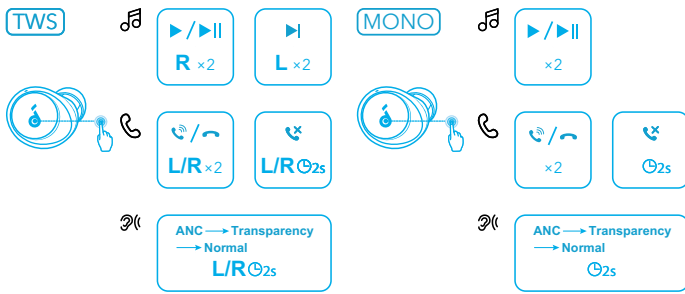 TWS
R ×2
L ×2
L/R ×2
L/R 2s
ANC → Transparency
→ Normal
L/R 2s
MONO
×2
×2
2s
ANC → Transparency
→ Normal
2s